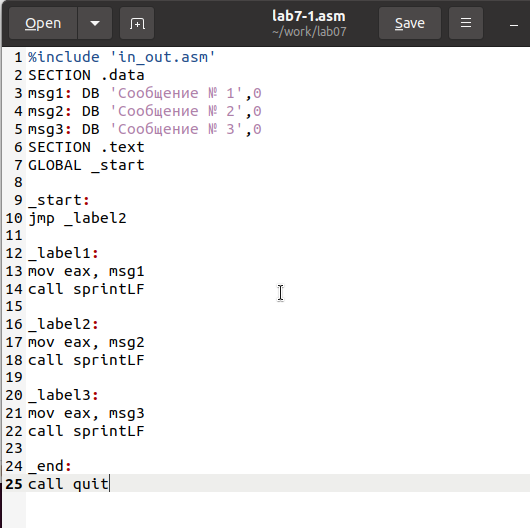 Open
lab7-1.asm
~/work/lab07
Save
1 %include 'in_out.asm'
2 SECTION .data
3 msg1: DB 'Сообщение № 1',0
4 msg2: DB 'Сообщение № 2',0
5 msg3: DB 'Сообщение № 3',0
6 SECTION .text
7 GLOBAL _start
8
9 _start:
10 jmp _label2
11
12 _label1:
13 mov eax, msg1
14 call sprintLF
15
16 _label2:
17 mov eax, msg2
18 call sprintLF
19
20 _label3:
21 mov eax, msg3
22 call sprintLF
23
24 _end:
25 call quit